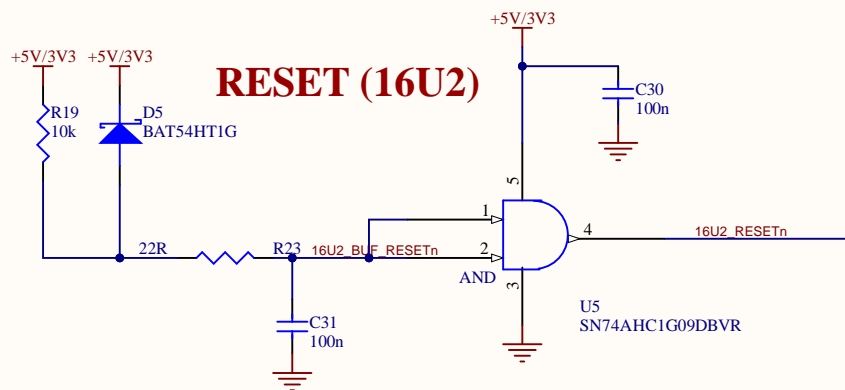 +5V/3V3
+5V/3V3 +5V/3V3
RESET (16U2)
R19
10k
D5
BAT54HT1G
C30
100n
5
1
2
4
3
16U2_RESETn
22R
R23
16U2_BUF_RESETn
AND
U5
SN74AHC1G09DBVR
C31
100n